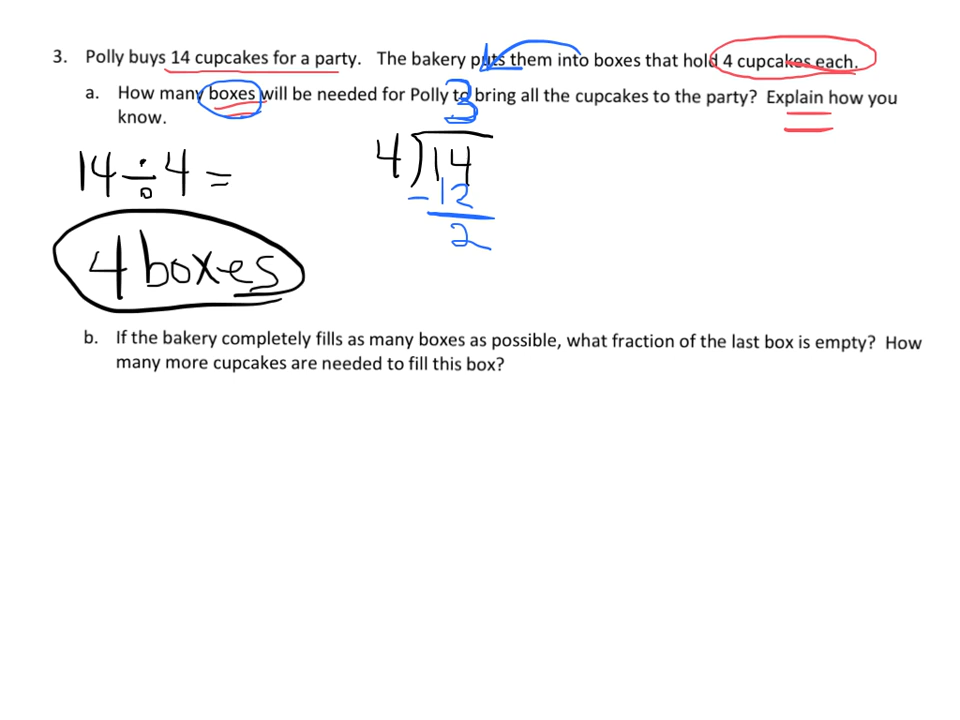 3. Polly buys 14 cupcakes for a party. The bakery puts them into boxes that hold 4 cupcakes each.
a. How many boxes will be needed for Polly to bring all the cupcakes to the party? Explain how you
know.
3
14 ÷ 4 =
4)14
-12
2
4 boxes
b. If the bakery completely fills as many boxes as possible, what fraction of the last box is empty? How
many more cupcakes are needed to fill this box?